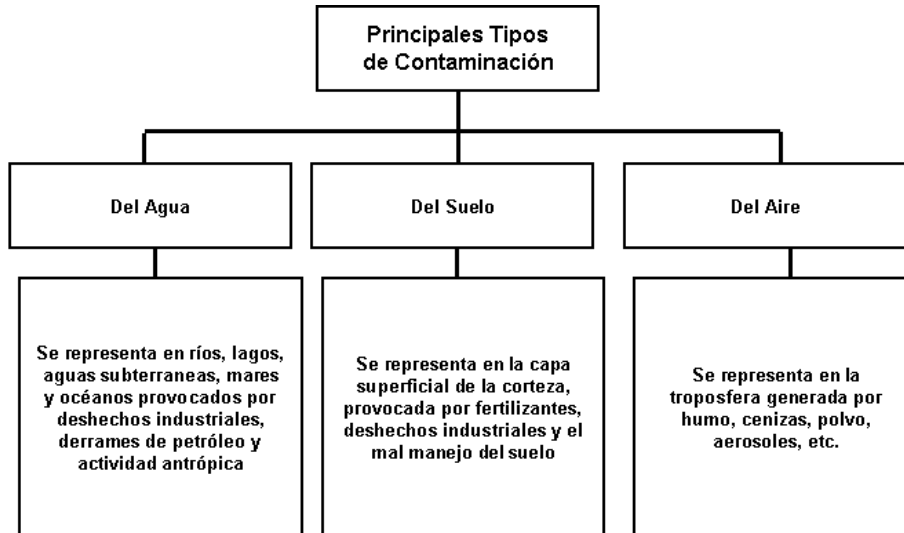 Principales Tipos
de Contaminación
Del Agua
Del Suelo
Del Aire
Se representa en ríos, lagos,
aguas subterraneas, mares
y océanos provocados por
deshechos industriales,
derrames de petróleo y
actividad antrópica
Se representa en la capa
superficial de la corteza,
provocada por fertilizantes,
deshechos industriales y el
mal manejo del suelo
Se representa en la
troposfera generada por
humo, cenizas, polvo,
aerosoles, etc.